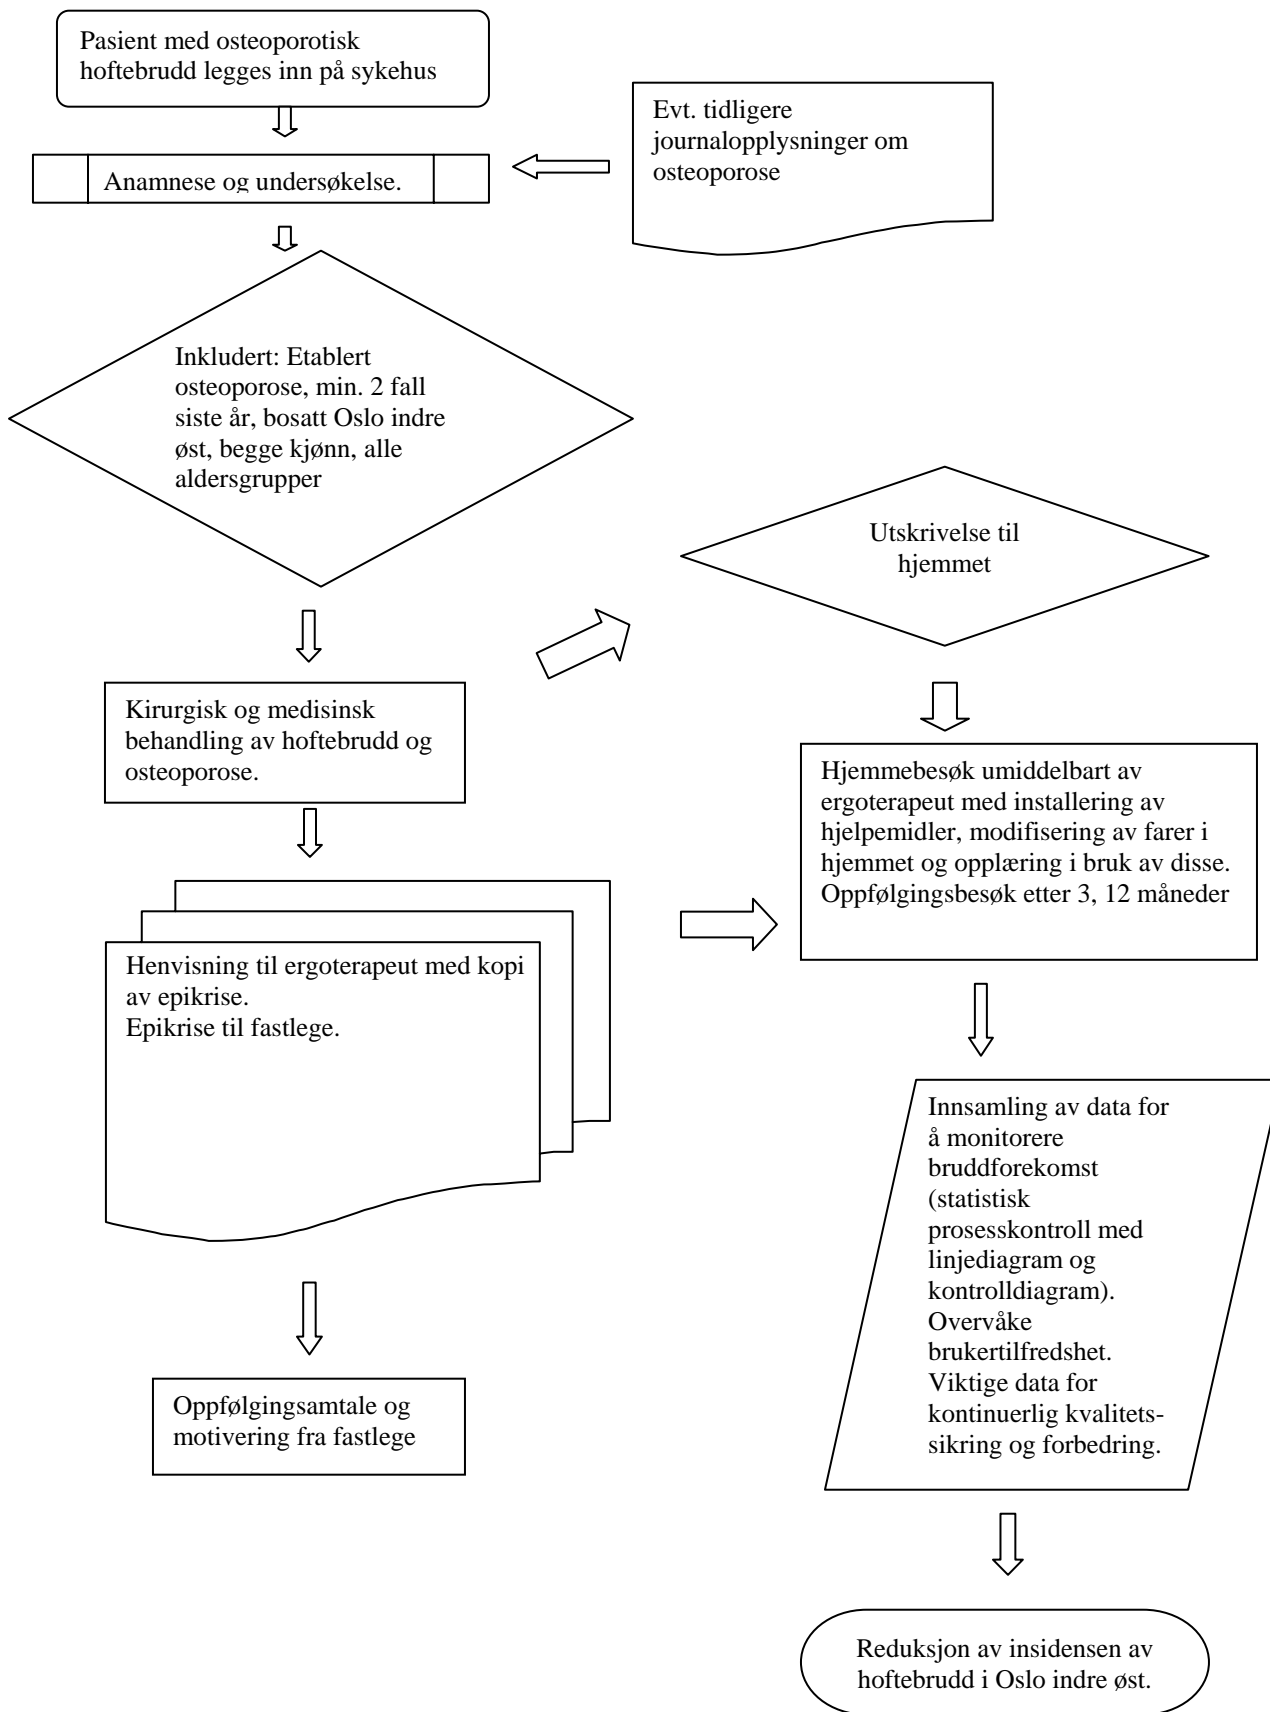 Pasient med osteoporotisk
hoftebrudd legges inn på sykehus
Evt. tidligere
journalopplysninger om
osteoporose
Anamnese og undersøkelse.
Inkludert: Etablert
osteoporose, min. 2 fall
siste år, bosatt Oslo indre
øst, begge kjønn, alle
aldersgrupper
Utskrivelse til
hjemmet
Kirurgisk og medisinsk
behandling av hoftebrudd og
osteoporose.
Hjemmebesøk umiddelbart av
ergoterapeut med installering av
hjelpemidler, modifisering av farer i
hjemmet og opplæring i bruk av disse.
Oppfølgingsbesøk etter 3, 12 måneder
Henvisning til ergoterapeut med kopi
av epikrise.
Epikrise til fastlege.
Innsamling av data for
å monitorere
bruddforekomst
(statistisk
prosesskontroll med
linjediagram og
kontrolldiagram).
Overvåke
brukertilfredshet.
Viktige data for
kontinuerlig kvalitets-
sikring og forbedring.
Oppfølgingsamtale og
motivering fra fastlege
Reduksjon av insidensen av
hoftebrudd i Oslo indre øst.